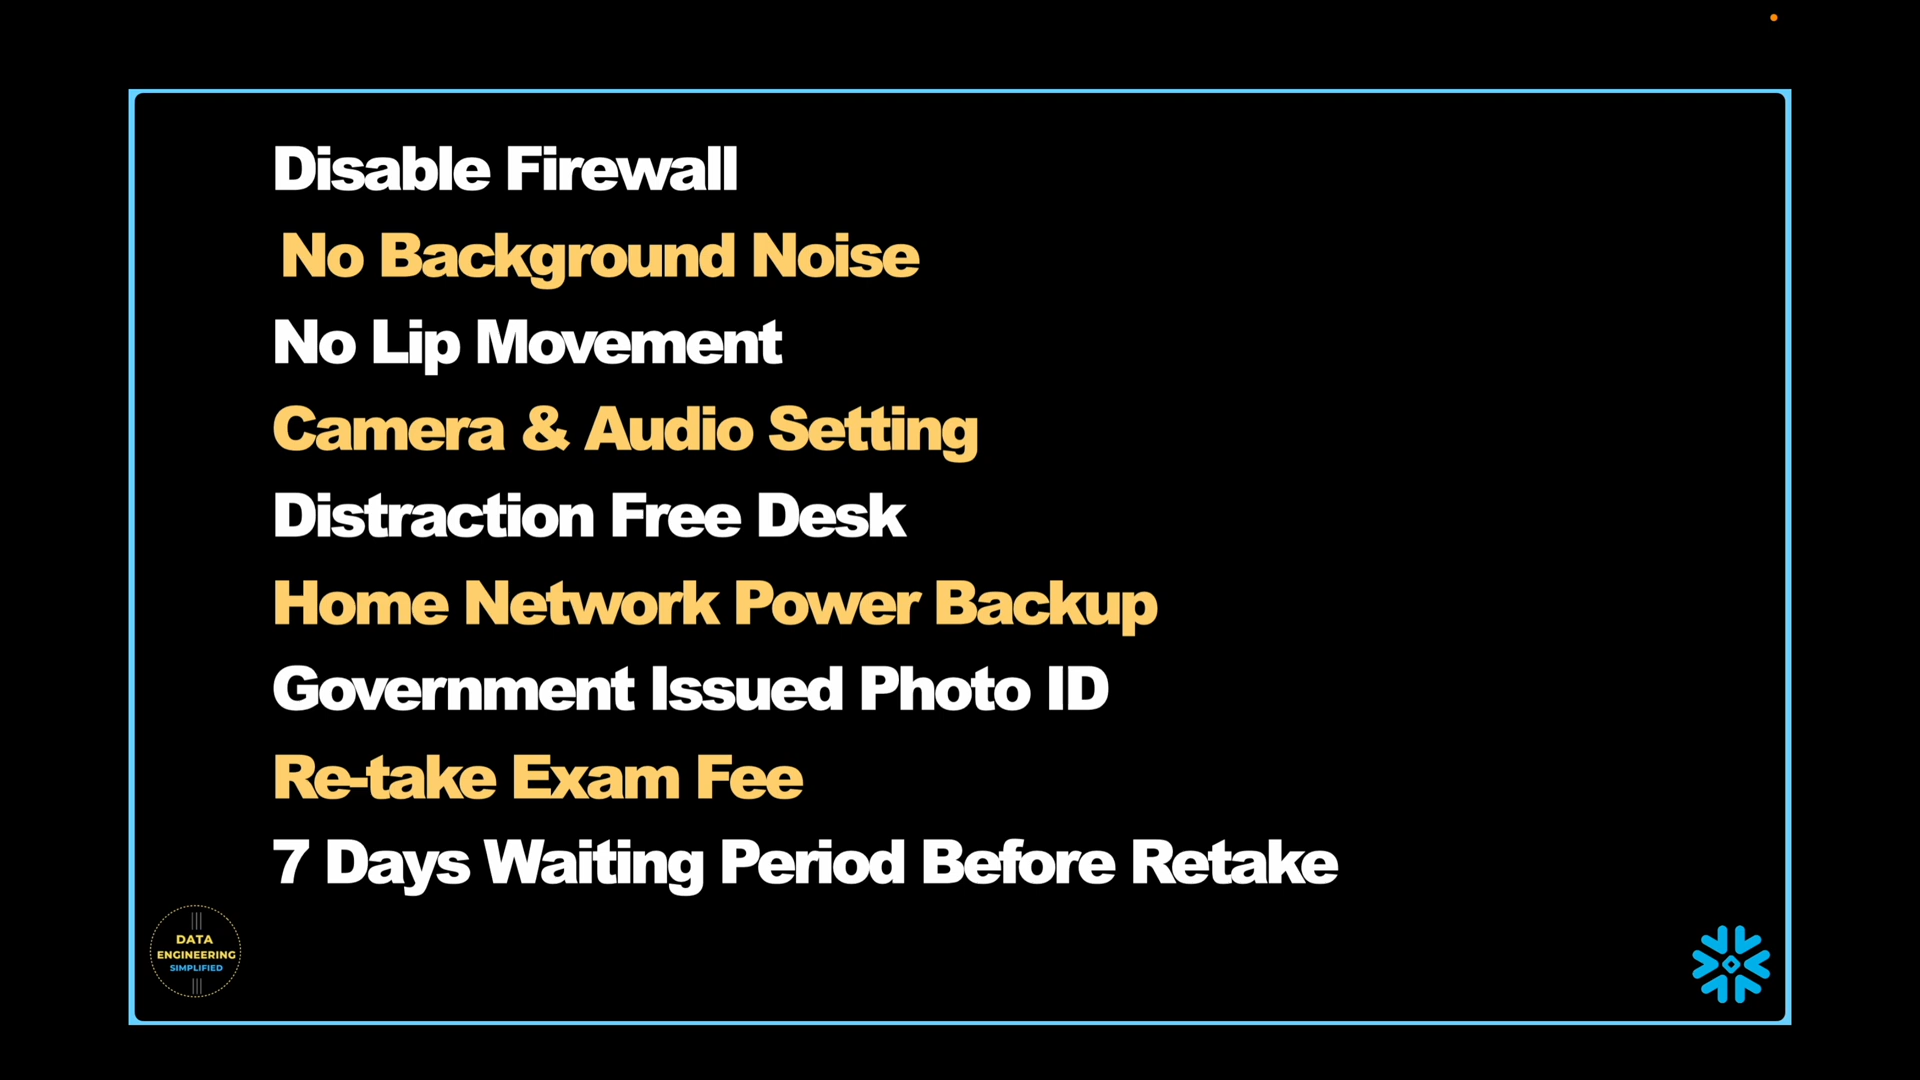 Disable Firewall
No Background Noise
No Lip Movement
Camera & Audio Setting
Distraction Free Desk
Home Network Power Backup
Government Issued Photo ID
Re-take Exam Fee
7 Days Waiting Period Before Retake
DATA
ENGINEERING
SIMPLIFIED